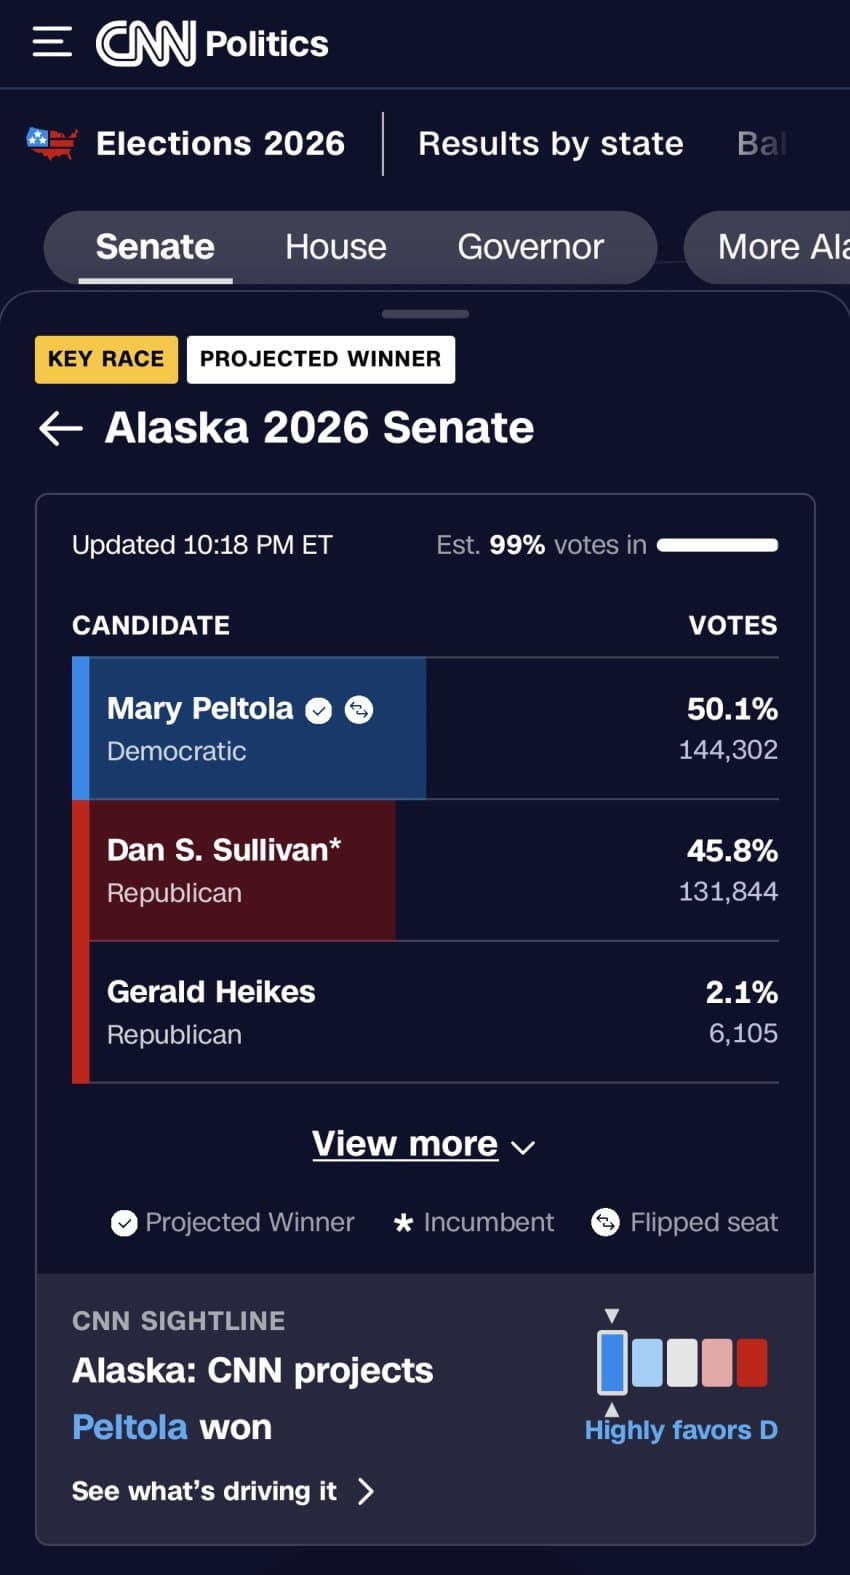 CNN Politics
Elections 2026 Results by state Bal
Senate House Governor More Ala
KEY RACE PROJECTED WINNER
Alaska 2026 Senate
Updated 10:18 PM ET Est. 99% votes in
CANDIDATE VOTES
Mary Peltola 50.1%
Democratic 144,302
Dan S. Sullivan* 45.8%
Republican 131,844
Gerald Heikes 2.1%
Republican 6,105
View more
Projected Winner * Incumbent Flipped seat
CNN SIGHTLINE
Alaska: CNN projects
Peltola won
Highly favors D
See what’s driving it